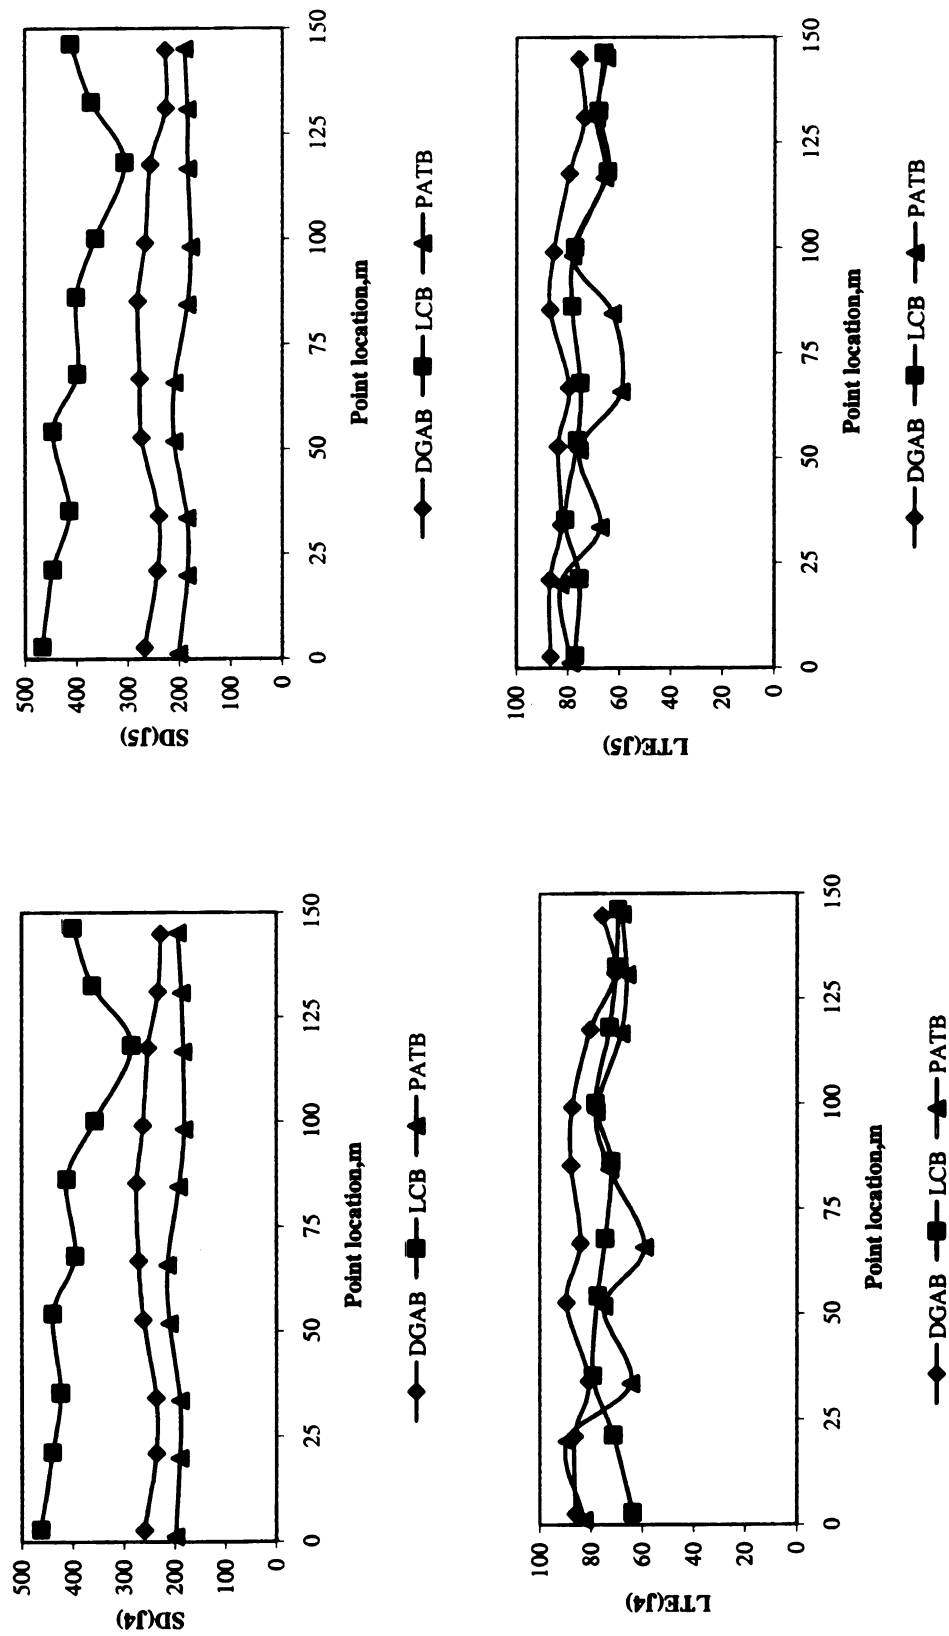 SD(J4)
500
400
300
200
100
0
0 25 50 75 100 125 150
Point location,m
DGAB LCB PATB
SD(J5)
500
400
300
200
100
0
0 25 50 75 100 125 150
Point location,m
DGAB LCB PATB
LTE(J4)
100
80
60
40
20
0
0 25 50 75 100 125 150
Point location,m
DGAB LCB PATB
LTE(J5)
100
80
60
40
20
0
0 25 50 75 100 125 150
Point location,m
DGAB LCB PATB